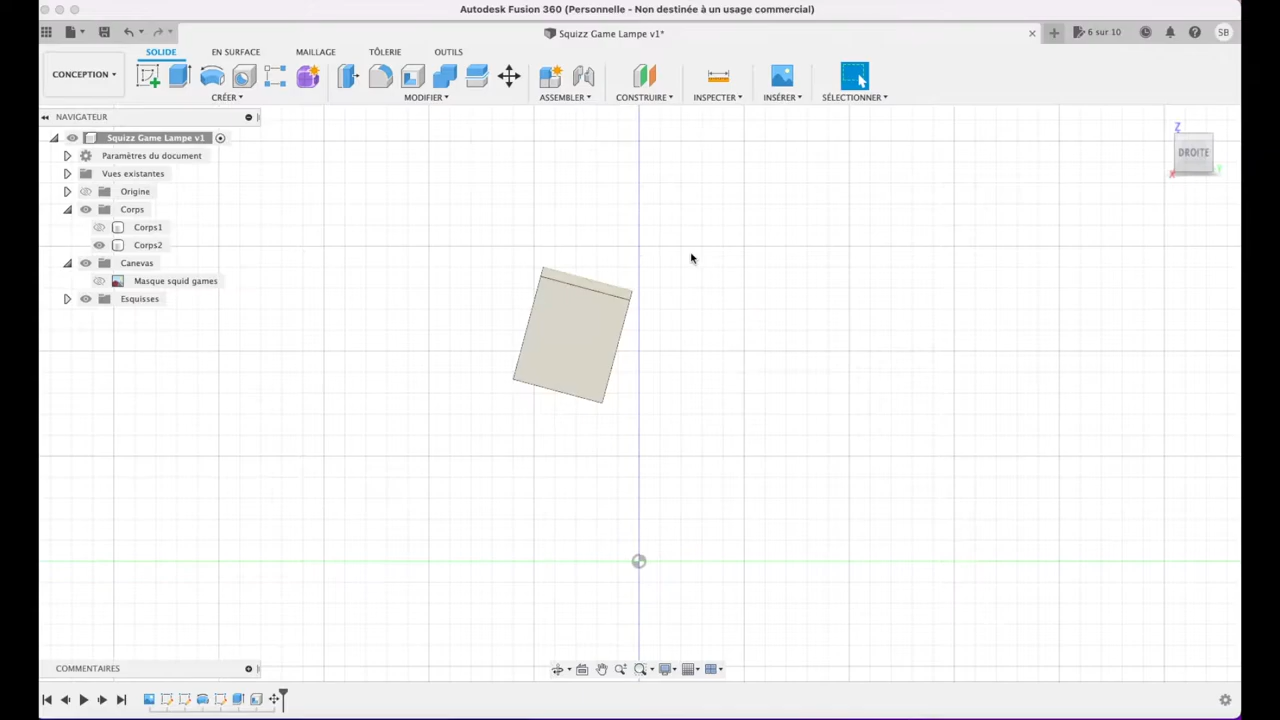 Autodesk Fusion 360 (Personnelle - Non destinée à un usage commercial)
Squizz Game Lampe v1*
6 sur 10
SB
SOLIDE
EN SURFACE
MAILLAGE
TÔLERIE
OUTILS
CONCEPTION
CRÉER
MODIFIER
ASSEMBLER
CONSTRUIRE
INSPECTER
INSÉRER
SÉLECTIONNER
NAVIGATEUR
Squizz Game Lampe v1
Paramètres du document
Vues existantes
Origine
Corps
Corps1
Corps2
Canevas
Masque squid games
Esquisses
Z
DROITE
X
Y
COMMENTAIRES